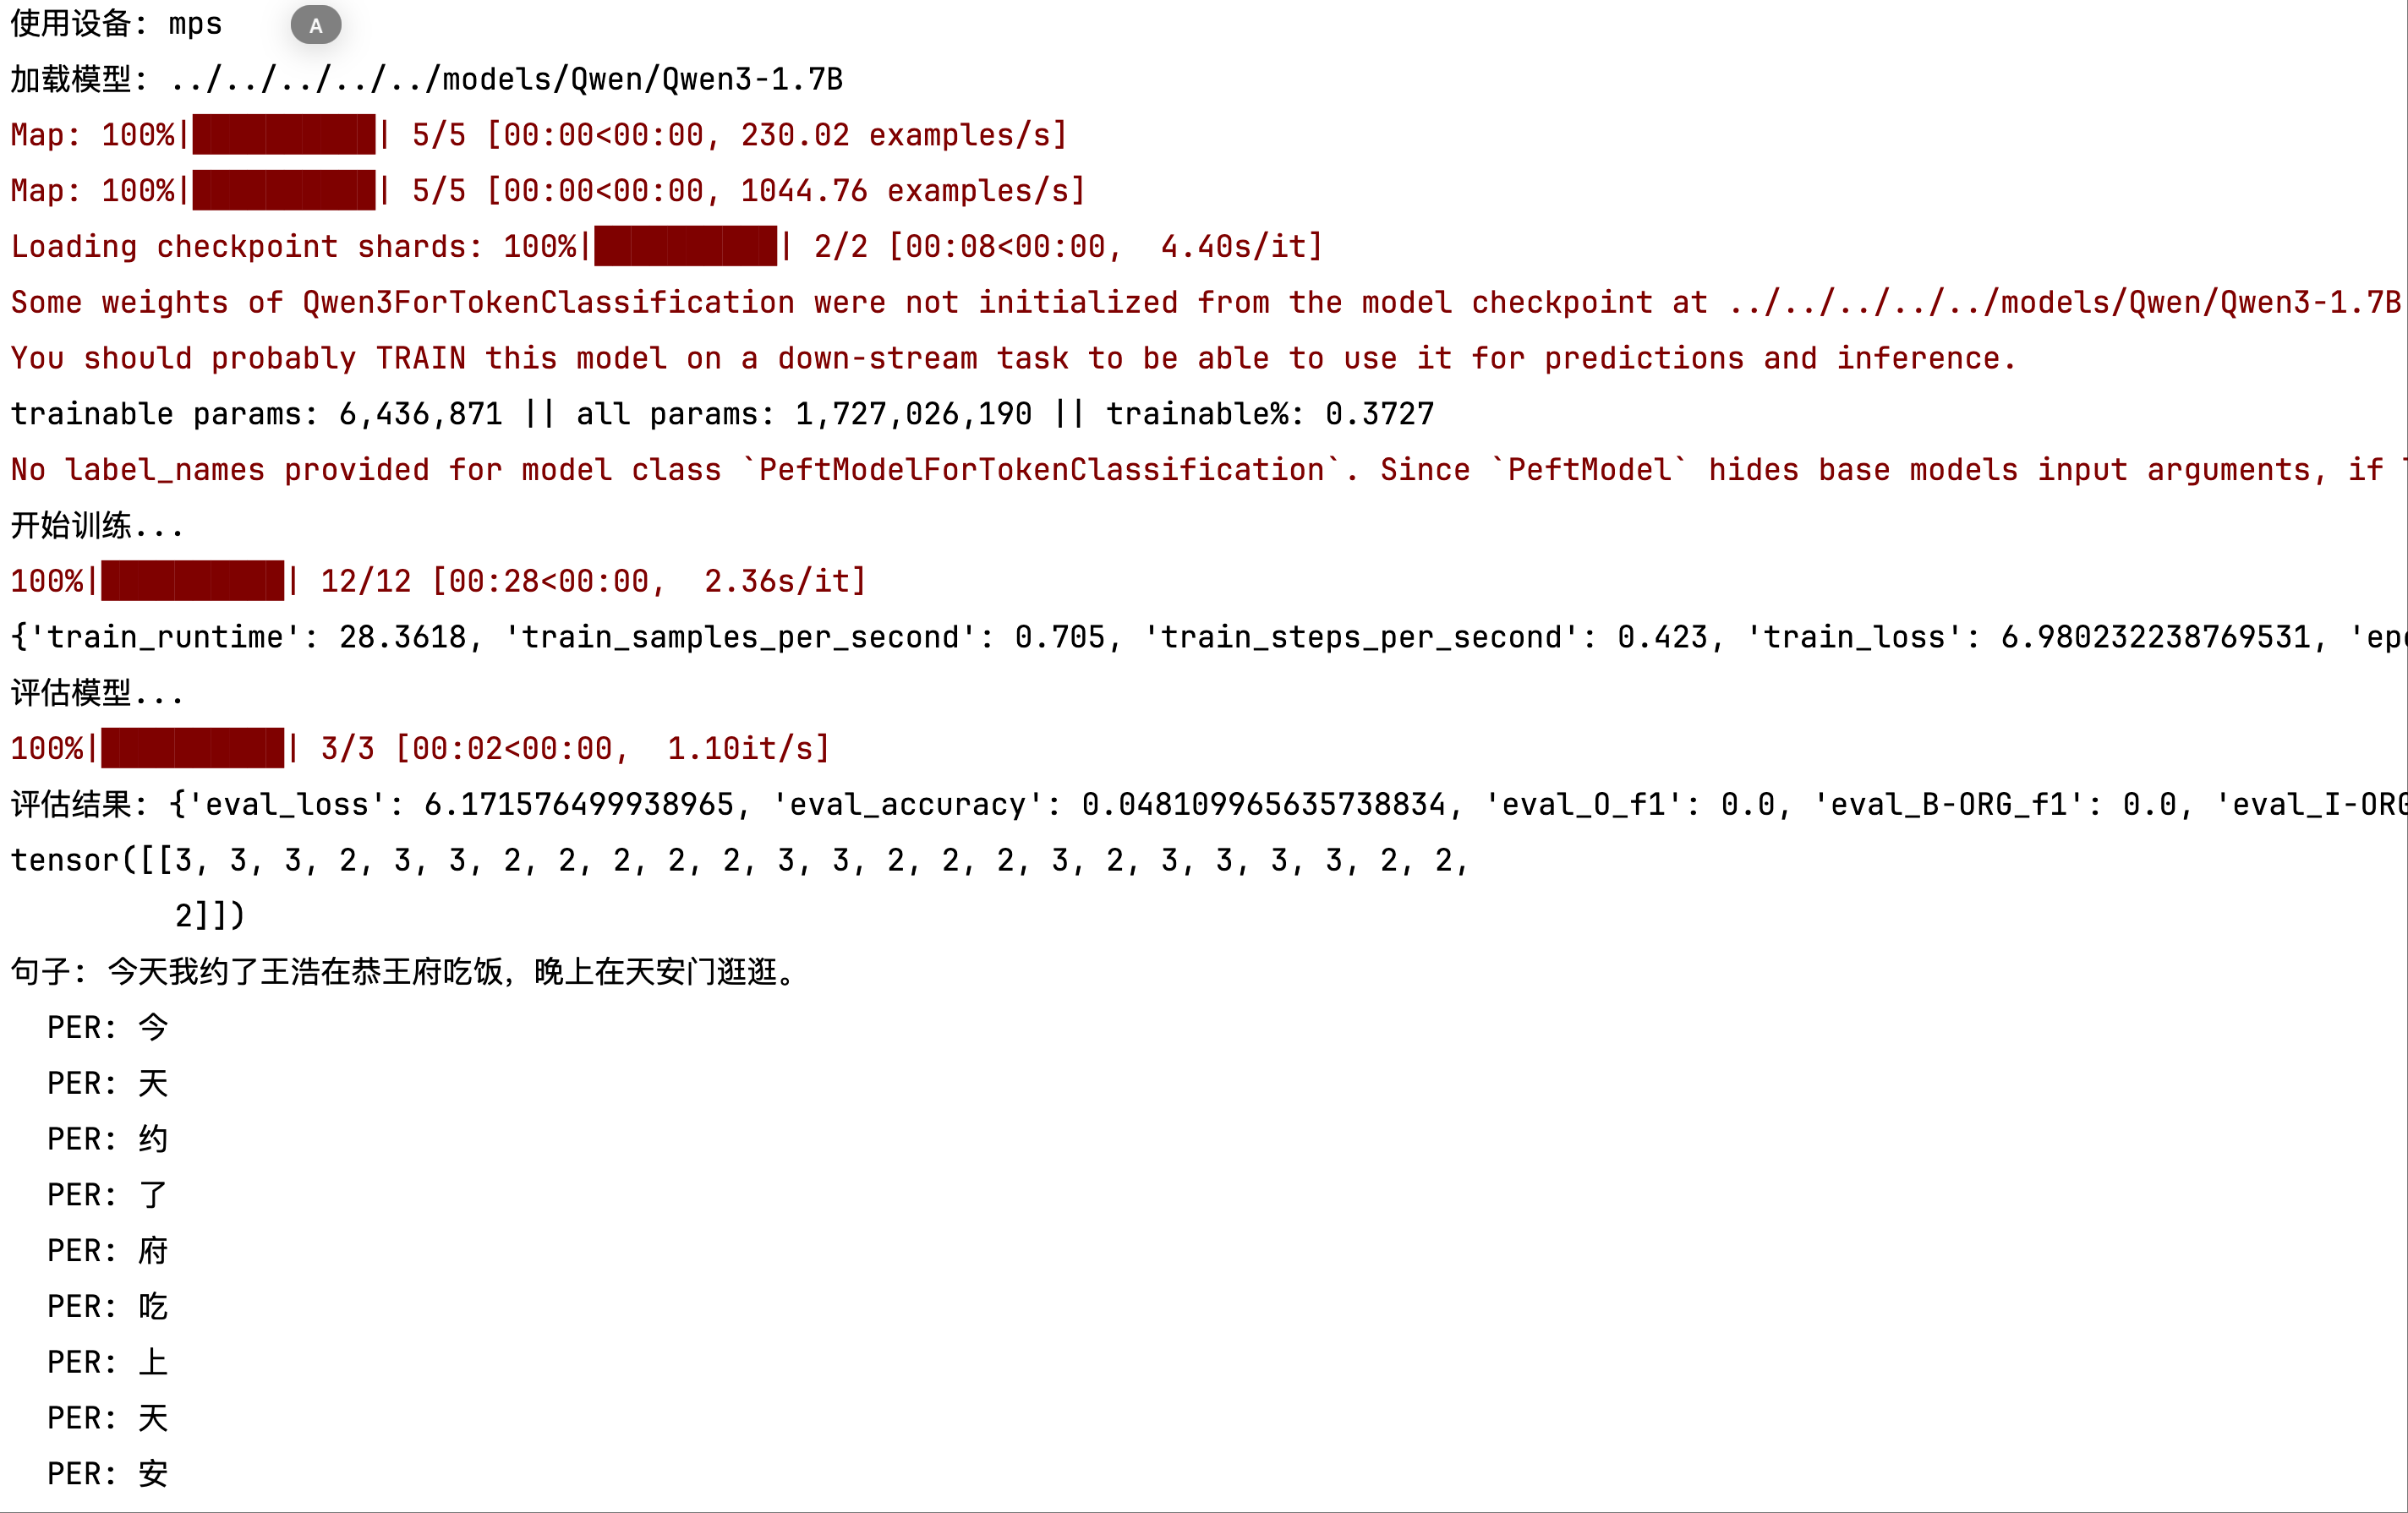 使用设备: mps
A
加载模型: ../../../../../models/Qwen/Qwen3-1.7B
Map: 100%|██████████| 5/5 [00:00<00:00, 230.02 examples/s]
Map: 100%|██████████| 5/5 [00:00<00:00, 1044.76 examples/s]
Loading checkpoint shards: 100%|██████████| 2/2 [00:08<00:00,  4.40s/it]
Some weights of Qwen3ForTokenClassification were not initialized from the model checkpoint at ../../../../../models/Qwen/Qwen3-1.7B
You should probably TRAIN this model on a down-stream task to be able to use it for predictions and inference.
trainable params: 6,436,871 || all params: 1,727,026,190 || trainable%: 0.3727
No label_names provided for model class `PeftModelForTokenClassification`. Since `PeftModel` hides base models input arguments, if
开始训练...
100%|██████████| 12/12 [00:28<00:00,  2.36s/it]
{'train_runtime': 28.3618, 'train_samples_per_second': 0.705, 'train_steps_per_second': 0.423, 'train_loss': 6.980232238769531, 'ep
评估模型...
100%|██████████| 3/3 [00:02<00:00,  1.10it/s]
评估结果: {'eval_loss': 6.171576499938965, 'eval_accuracy': 0.048109965635738834, 'eval_O_f1': 0.0, 'eval_B-ORG_f1': 0.0, 'eval_I-ORG
tensor([[3, 3, 3, 2, 3, 3, 2, 2, 2, 2, 2, 3, 3, 2, 2, 2, 3, 2, 3, 3, 3, 3, 2, 2,
         2]])
句子: 今天我约了王浩在恭王府吃饭，晚上在天安门逛逛。
  PER: 今
  PER: 天
  PER: 约
  PER: 了
  PER: 府
  PER: 吃
  PER: 上
  PER: 天
  PER: 安